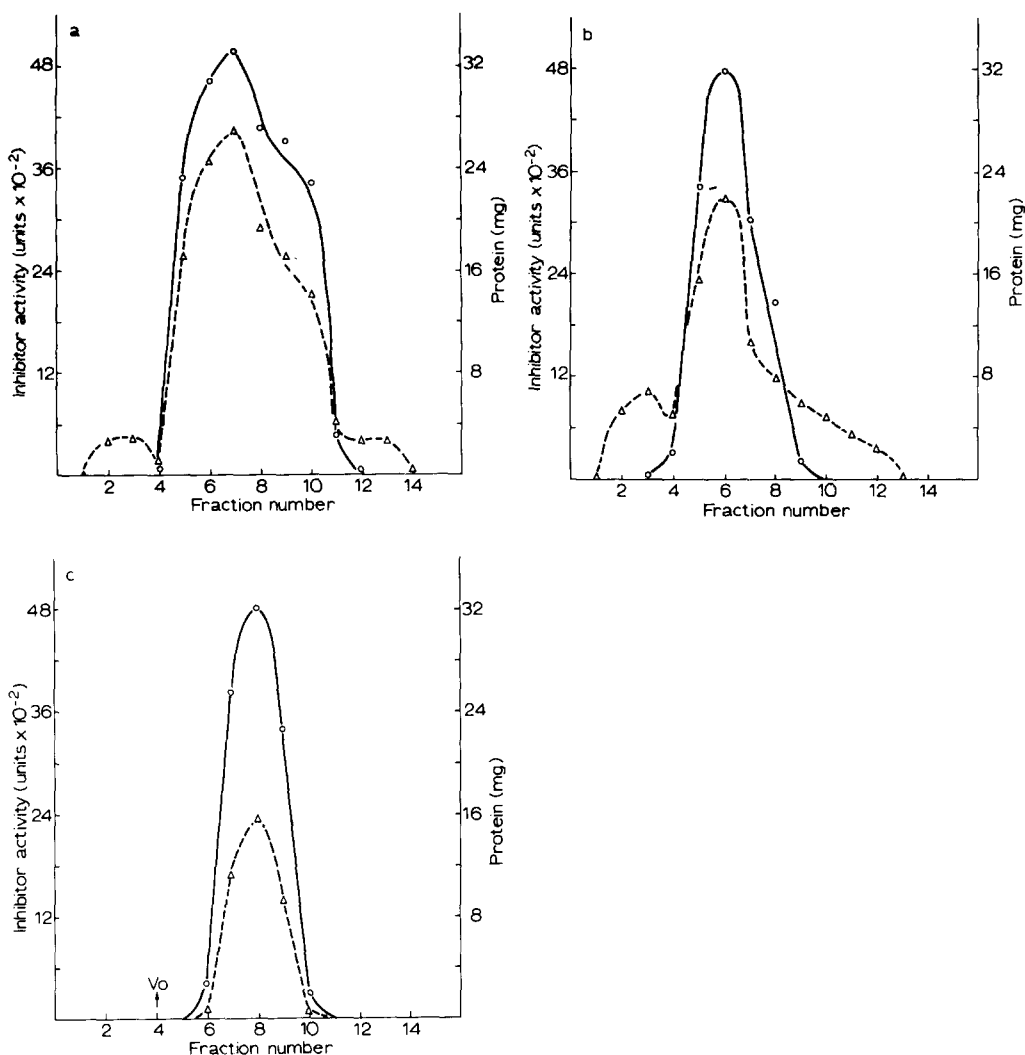 a
Inhibitor activity (units x 10-2)
48
36
24
12
32
24
16
8
Protein (mg)
2 4 6 8 10 12 14
Fraction number
b
Inhibitor activity (units x 10-2)
48
36
24
12
32
24
16
8
Protein (mg)
2 4 6 8 10 12 14
Fraction number
c
Inhibitor activity (units x 10-2)
48
36
24
12
Vo
32
24
16
8
Protein (mg)
2 4 6 8 10 12 14
Fraction number